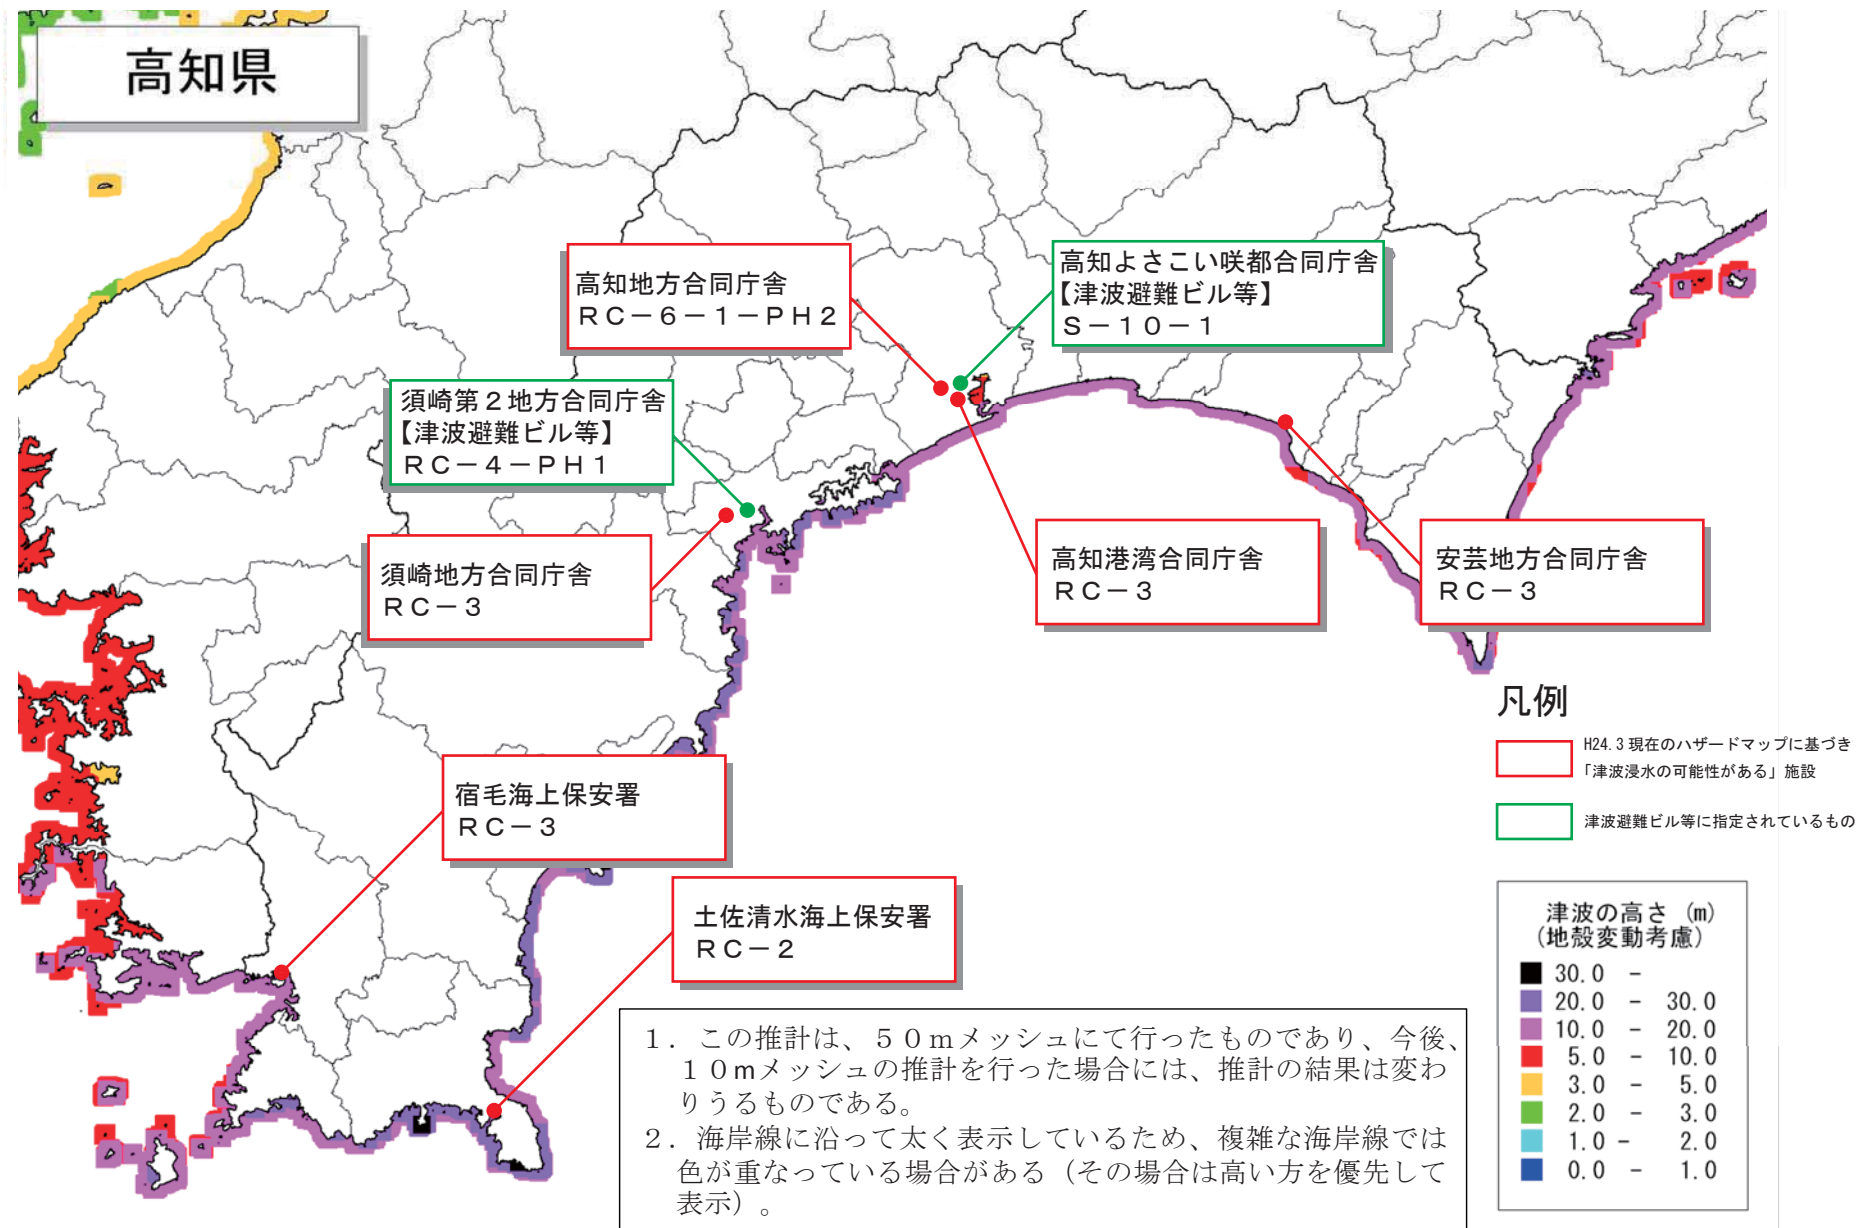 高知県
高知地方合同庁舎
RC-6-1-PH2
高知よさこい咲都合同庁舎
【津波避難ビル等】
S-10-1
須崎第2地方合同庁舎
【津波避難ビル等】
RC-4-PH1
須崎地方合同庁舎
RC-3
高知港湾合同庁舎
RC-3
安芸地方合同庁舎
RC-3
宿毛海上保安署
RC-3
土佐清水海上保安署
RC-2
凡例
H24.3現在のハザードマップに基づき
「津波浸水の可能性がある」施設
津波避難ビル等に指定されているもの
津波の高さ (m)
(地殻変動考慮)
30.0 -
20.0 - 30.0
10.0 - 20.0
5.0 - 10.0
3.0 - 5.0
2.0 - 3.0
1.0 - 2.0
0.0 - 1.0
1.この推計は、50mメッシュにて行ったものであり、今後、
10mメッシュの推計を行った場合には、推計の結果は変わ
りうるものである。
2.海岸線に沿って太く表示しているため、複雑な海岸線では
色が重なっている場合がある(その場合は高い方を優先して
表示)。